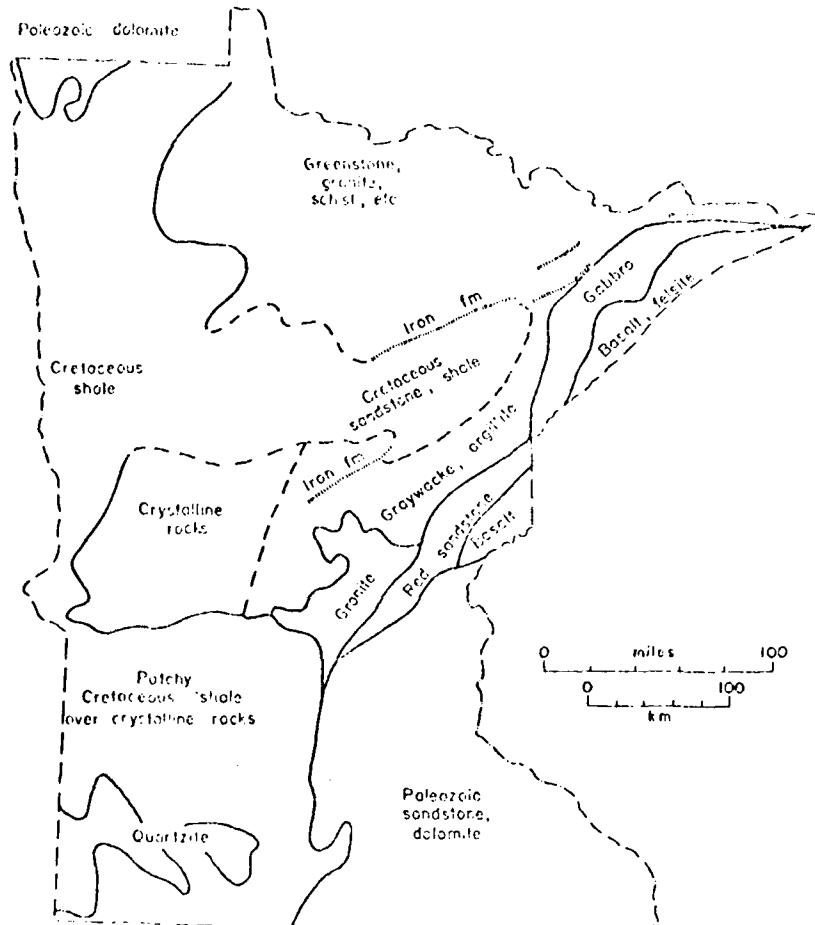 Paleozoic dolomite
Greenstone,
granite,
schist, etc
Gabbro
Basalt, felsite
Iron fm
Cretaceous
sandstone, shale
Cretaceous
shale
Iron fm
Graywacke, argillite
Crystalline
rocks
Red sandstone
Basalt
Granite
0 miles 100
0 100
km
Patchy
Cretaceous shale
over crystalline rocks
Paleozoic
sandstone,
dolomite
Quartzite